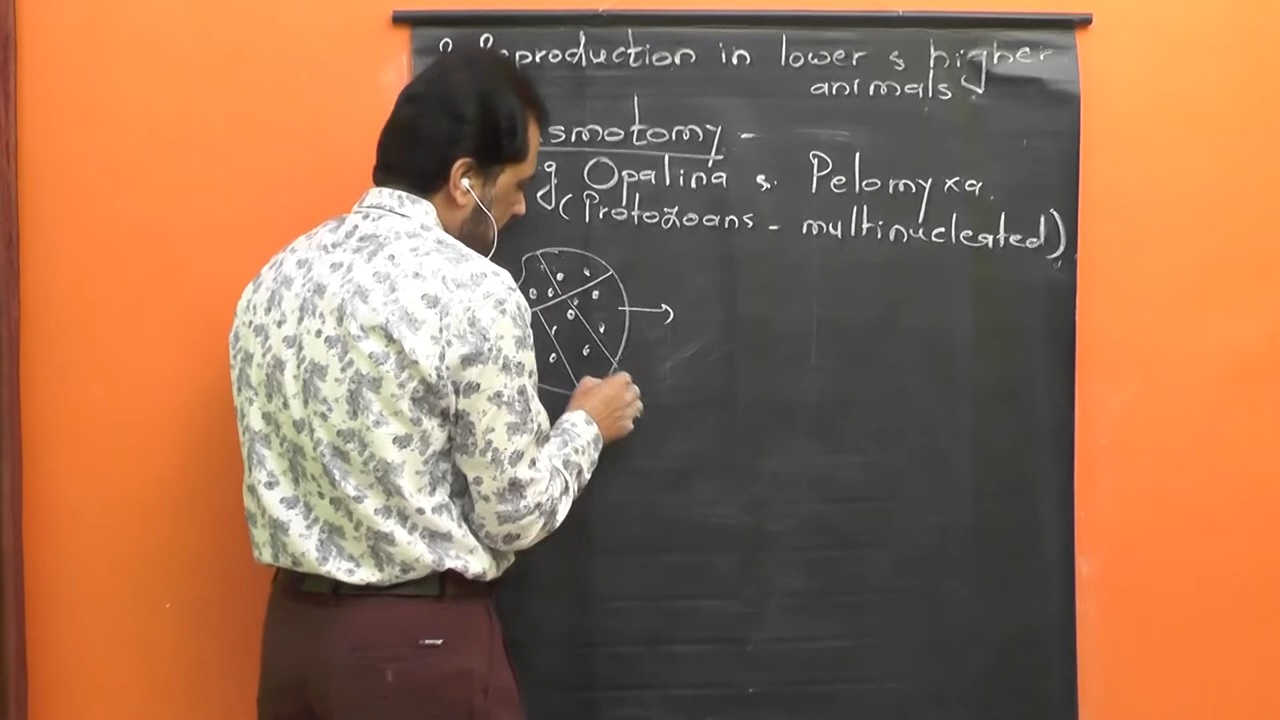 Reproduction in lower & higher
animals
smotomy -
g Opalina & Pelomyxa.
(Protozoans - multinucleated)